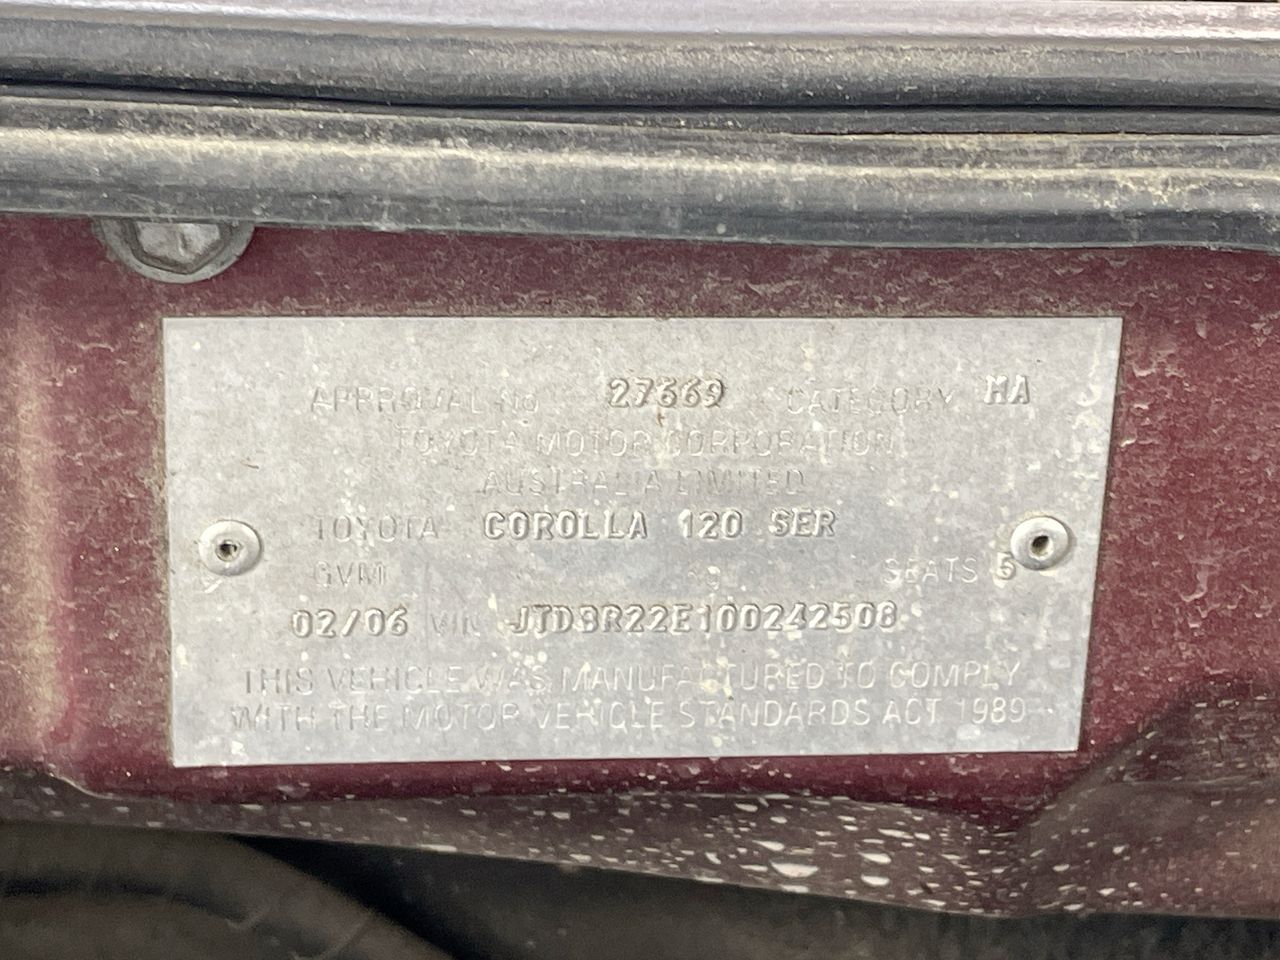 APPROVAL No 27669 CATEGORY MA
TOYOTA MOTOR CORPORATION
AUSTRALIA LIMITED
TOYOTA COROLLA 120 SER
GVM kg SEATS 5
02/06 VIN JTDBR22E100242508
THIS VEHICLE WAS MANUFACTURED TO COMPLY
WITH THE MOTOR VEHICLE STANDARDS ACT 1989